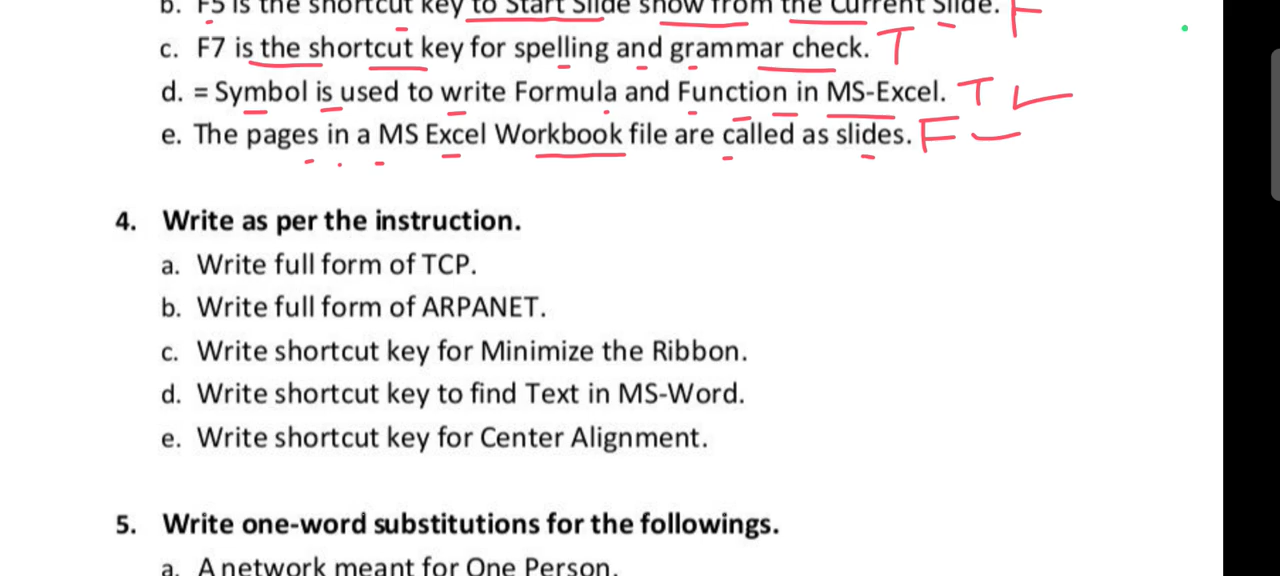 b. F5 is the shortcut key to Start Slide show from the Current Slide. F
c. F7 is the shortcut key for spelling and grammar check. T
d. = Symbol is used to write Formula and Function in MS-Excel. T
e. The pages in a MS Excel Workbook file are called as slides. F
4. Write as per the instruction.
a. Write full form of TCP.
b. Write full form of ARPANET.
c. Write shortcut key for Minimize the Ribbon.
d. Write shortcut key to find Text in MS-Word.
e. Write shortcut key for Center Alignment.
5. Write one-word substitutions for the followings.
a. A network meant for One Person.